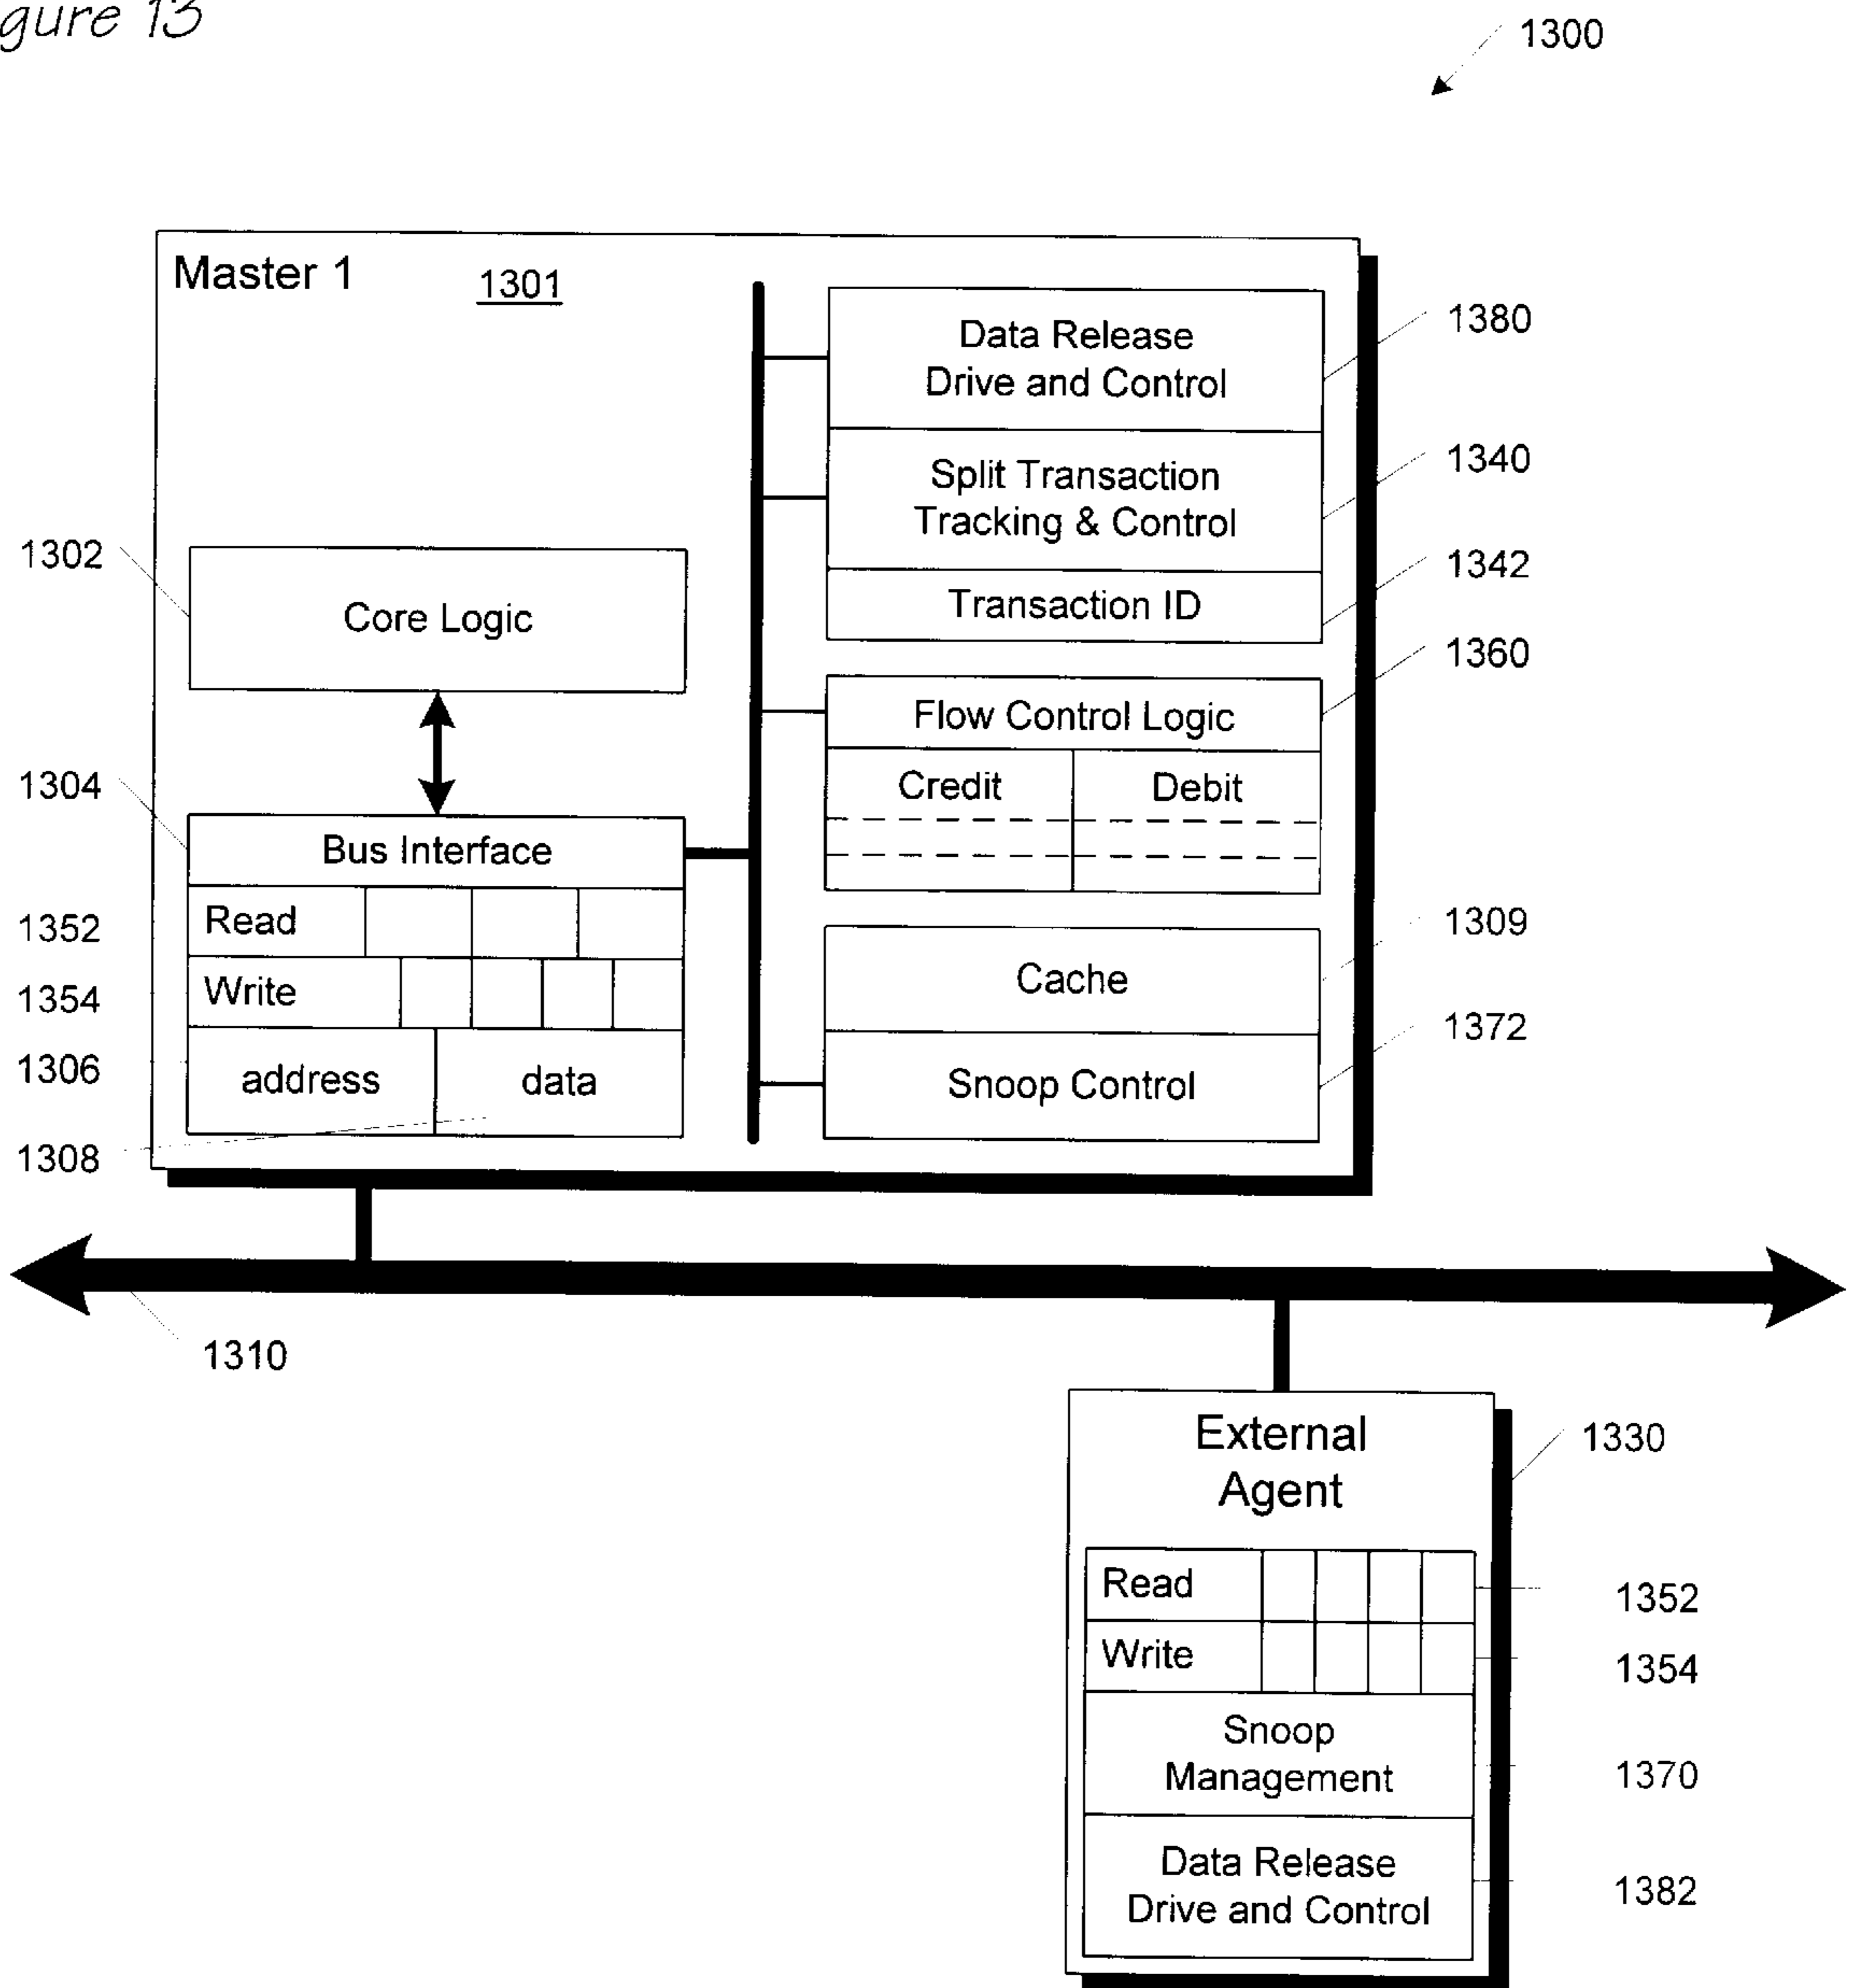 gure 13
1300
Master 1
1301
Data Release
Drive and Control
1380
Split Transaction
Tracking & Control
1340
Transaction ID
1342
1302
Core Logic
Flow Control Logic
1360
Credit Debit
1304
Bus Interface
1352
Read
1354
Write
1306
address data
1308
Cache
1309
Snoop Control
1372
1310
External
Agent
1330
Read
1352
Write
1354
Snoop
Management
1370
Data Release
Drive and Control
1382